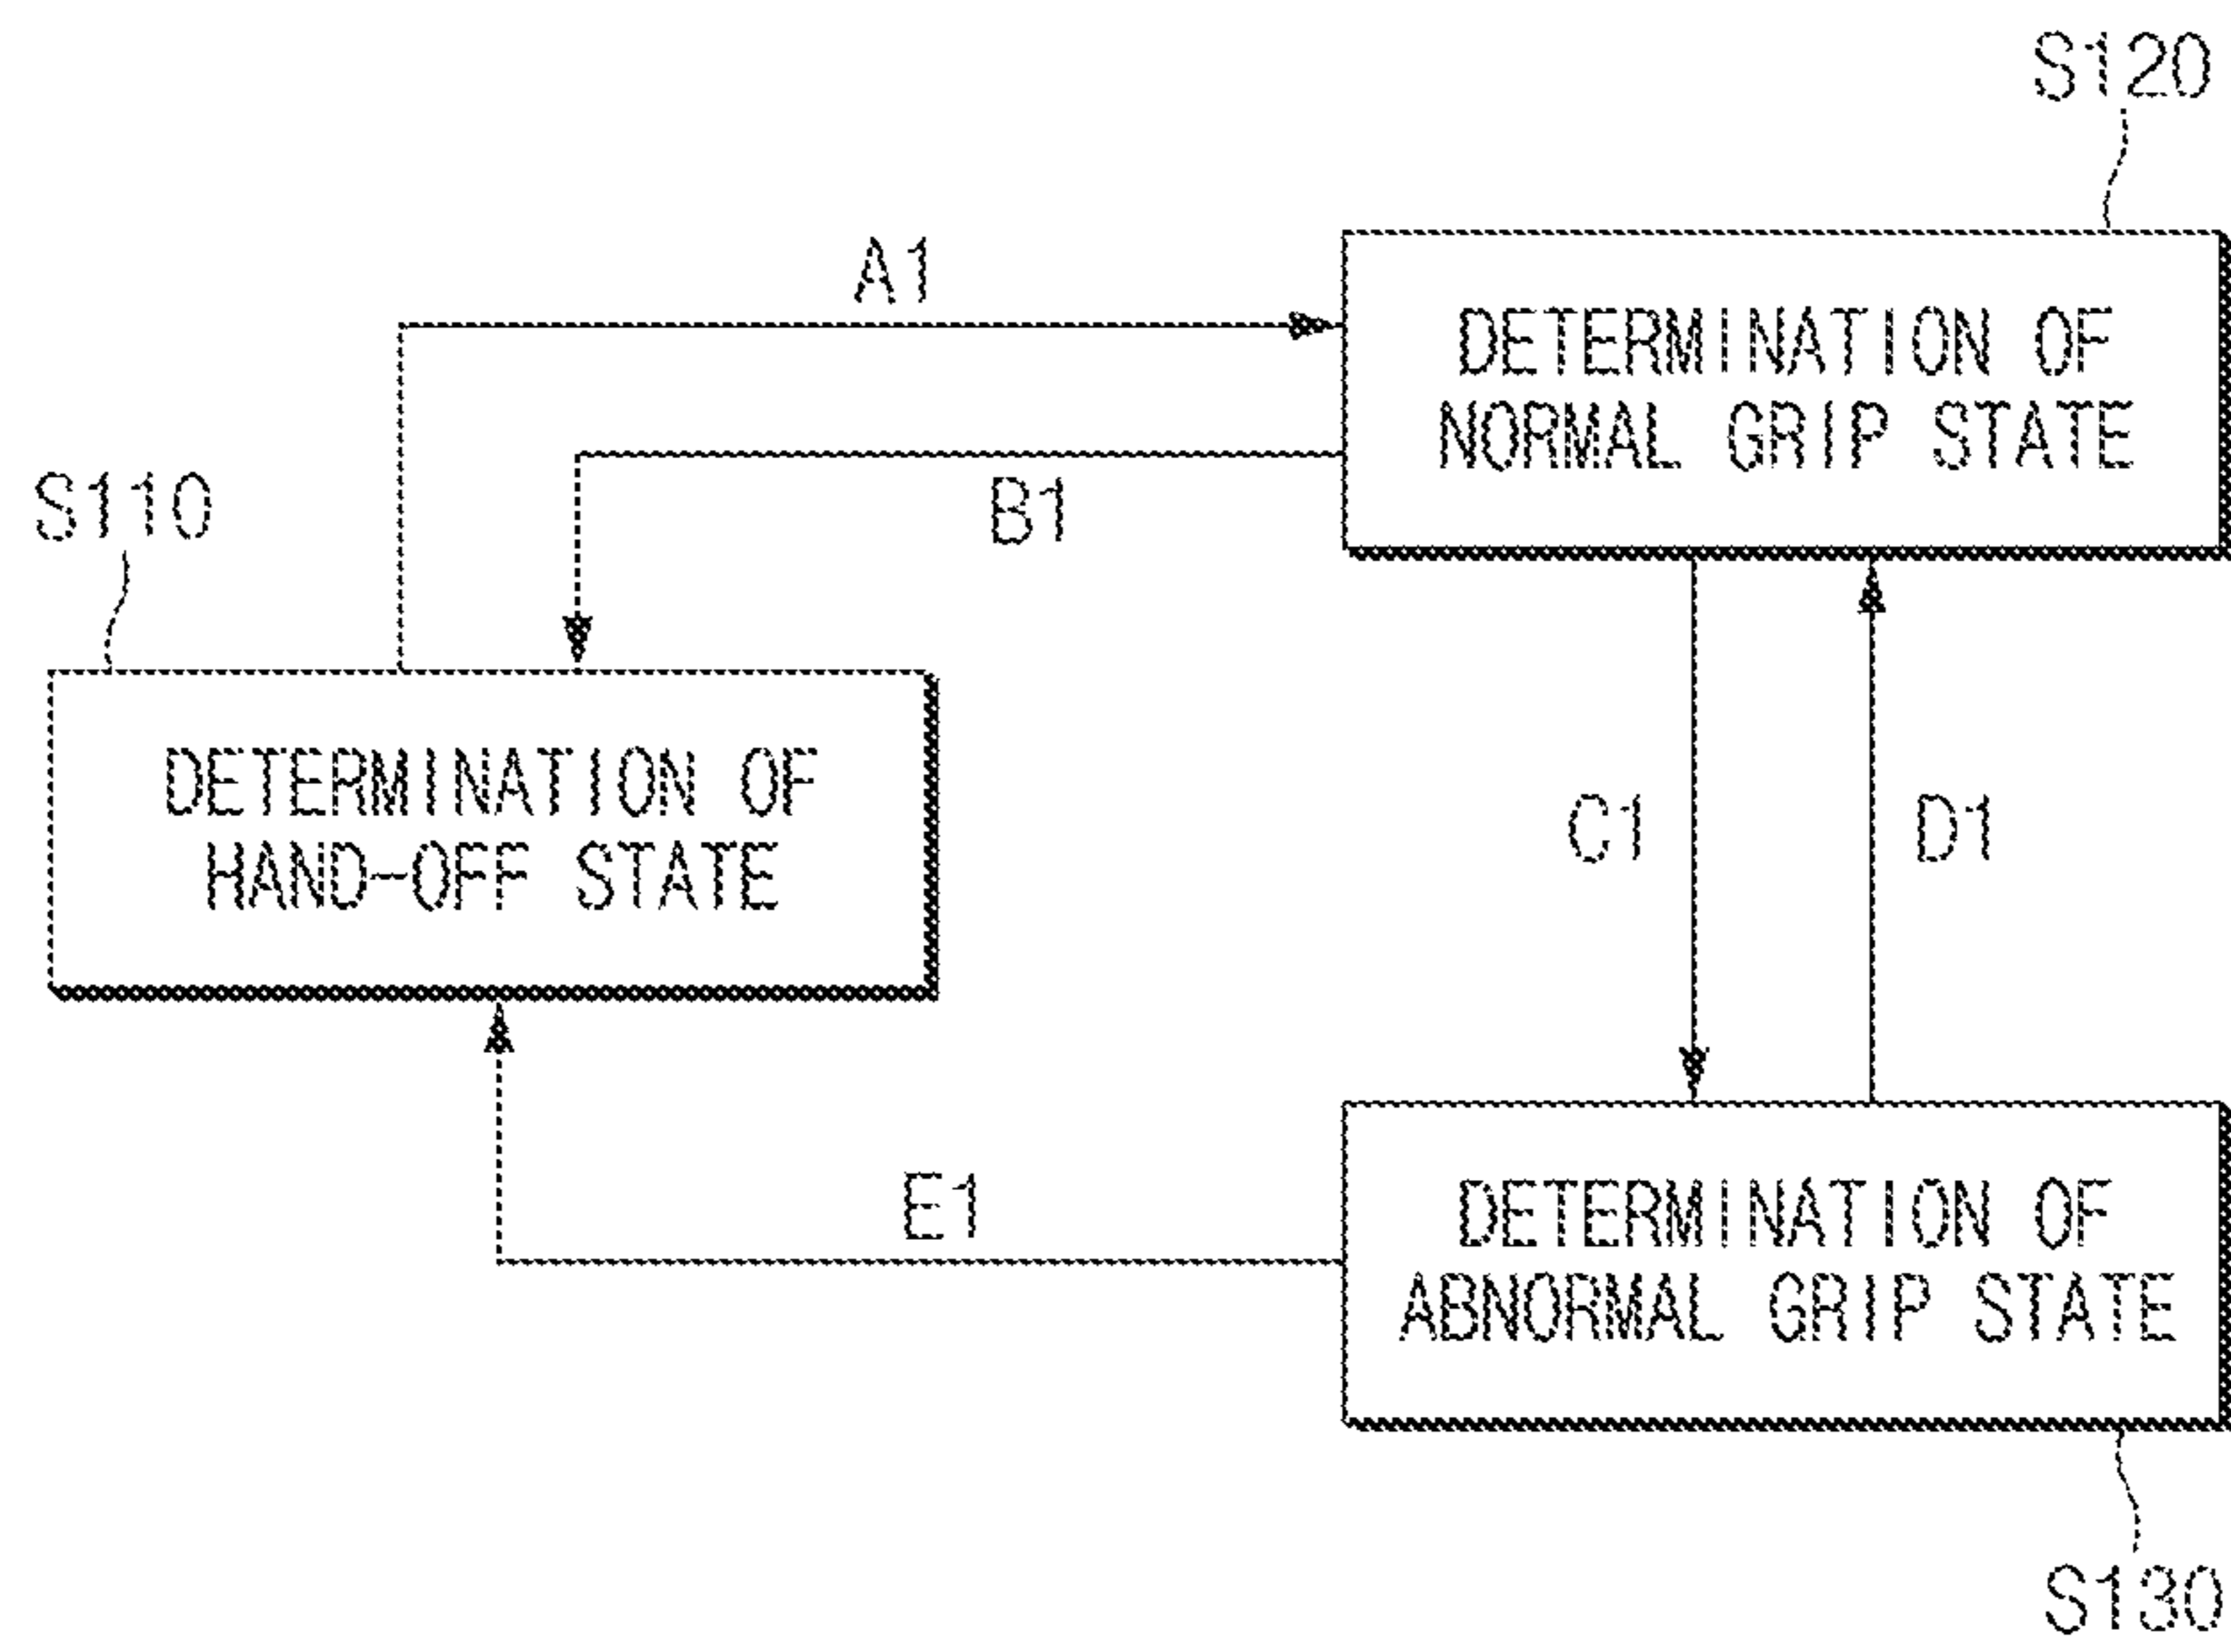 S120
A1
DETERMINATION OF
NORMAL GRIP STATE
B1
S110
DETERMINATION OF
HAND-OFF STATE
C1
D1
E1
DETERMINATION OF
ABNORMAL GRIP STATE
S130